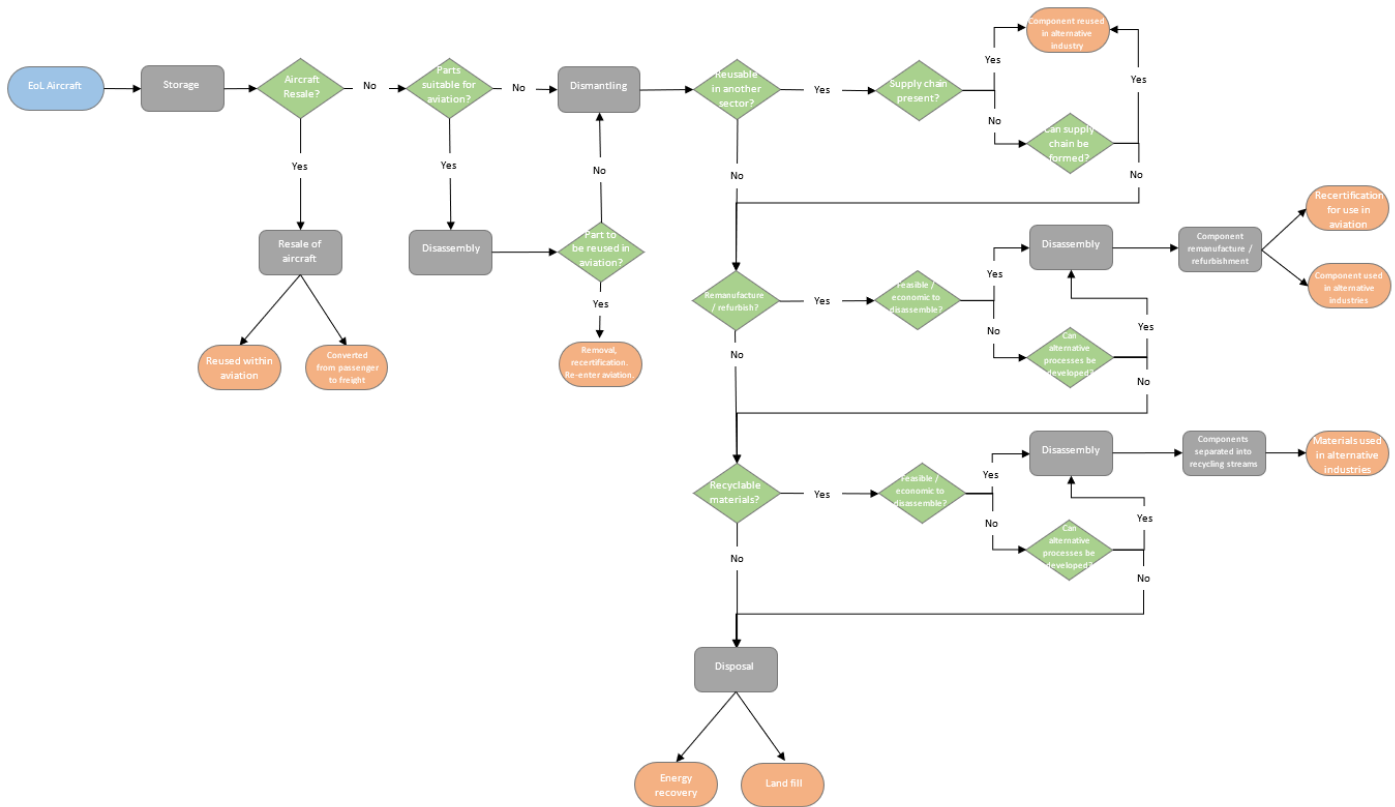 EoL Aircraft
Storage
Aircraft
Resale?
No
Parts
suitable for
aviation?
No
Dismantling
Reusable
in another
sector?
Yes
Supply chain
present?
Yes
No
Component reused
in alternative
industry
Can supply
chain be
formed?
Yes
No
Yes
Resale of
aircraft
Reused within
aviation
Converted
from passenger
to freight
Yes
Disassembly
Part to
be reused in
aviation?
No
Yes
Removal,
recertification.
Re-enter aviation.
No
Remanufacture
/ refurbish?
Yes
Feasible /
economic to
disassemble?
Yes
No
Disassembly
Can
alternative
processes be
developed?
Yes
No
Component
remanufacture /
refurbishment
Recertification
for use in
aviation
Component used
in alternative
industries
No
Recyclable
materials?
Yes
Feasible /
economic to
disassemble?
Yes
No
Disassembly
Can
alternative
processes be
developed?
Yes
No
Components
separated into
recycling streams
Materials used
in alternative
industries
No
Disposal
Energy
recovery
Land fill